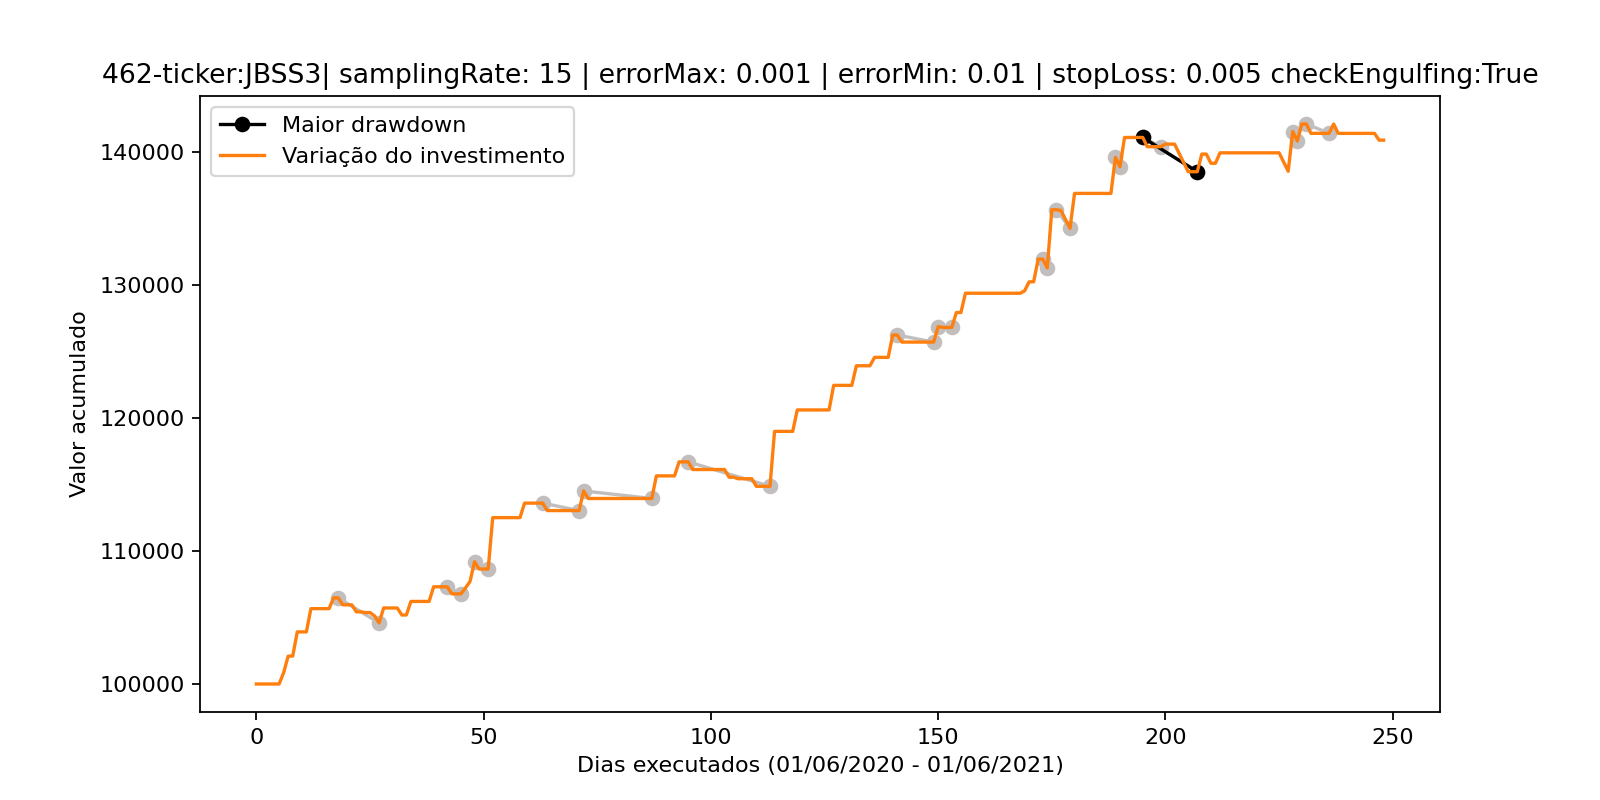 462-ticker:JBSS3| samplingRate: 15 | errorMax: 0.001 | errorMin: 0.01 | stopLoss: 0.005 checkEngulfing:True
Maior drawdown
Variação do investimento
140000
130000
120000
110000
100000
Valor acumulado
0 50 100 150 200 250
Dias executados (01/06/2020 - 01/06/2021)